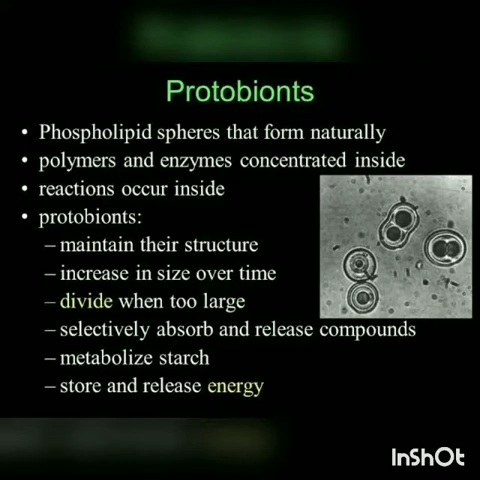 Protobionts
• Phospholipid spheres that form naturally
• polymers and enzymes concentrated inside
• reactions occur inside
• protobionts:
– maintain their structure
– increase in size over time
– divide when too large
– selectively absorb and release compounds
– metabolize starch
– store and release energy
InShOt